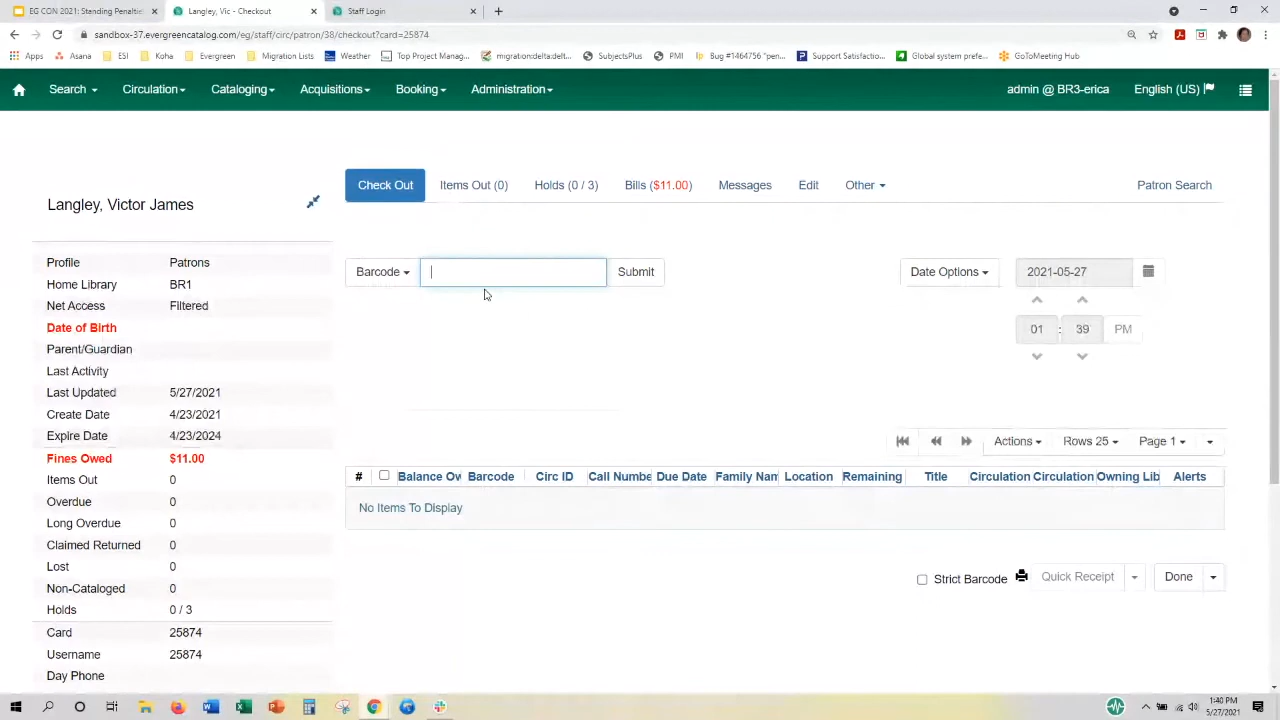 EG CON 2021: Standing Penalties
Langley, Vic - Checkout
Staff Login
sandbox-37.evergreencatalog.com/eg/staff/circ/patron/38/checkout?card=25874
Apps Asana ESI Koha Evergreen Migration Lists Weather Top Project Manag... migration:delta:delt... SubjectsPlus PMI Bug #1464756 "pen... Support Satisfactio... Global system prefe... GoToMeeting Hub
Search Circulation Cataloging Acquisitions Booking Administration admin @ BR3-erica English (US)
Check Out Items Out (0) Holds (0 / 3) Bills ($11.00) Messages Edit Other Patron Search
Langley, Victor James
Barcode Submit Date Options 2021-05-27
01 : 39 PM
Profile Patrons
Home Library BR1
Net Access Filtered
Date of Birth
Parent/Guardian
Last Activity
Last Updated 5/27/2021
Create Date 4/23/2021
Expire Date 4/23/2024
Fines Owed $11.00
Items Out 0
Overdue 0
Long Overdue 0
Claimed Returned 0
Lost 0
Non-Cataloged 0
Holds 0 / 3
Card 25874
Username 25874
Day Phone
Actions Rows 25 Page 1
# Balance Ow Barcode Circ ID Call Numbe Due Date Family Nam Location Remaining Title Circulation Circulation Owning Lib Alerts
No Items To Display
Strict Barcode Quick Receipt Done
1:40 PM
5/27/2021